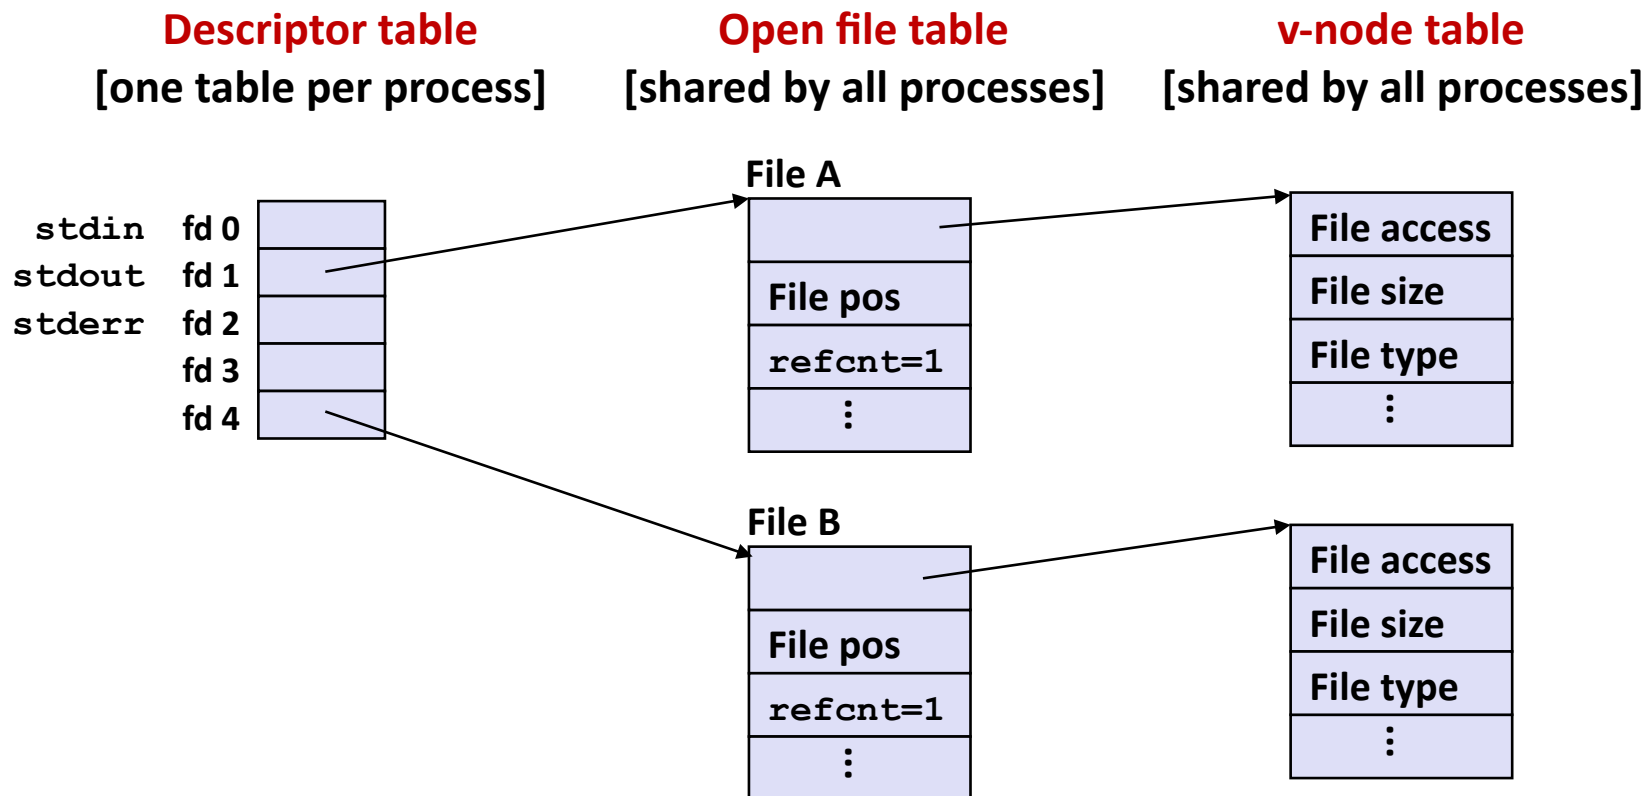 Descriptor table
[one table per process]
Open file table
[shared by all processes]
v-node table
[shared by all processes]
stdin fd 0
stdout fd 1
stderr fd 2
fd 3
fd 4
File A
File pos
refcnt=1
⋮
File access
File size
File type
⋮
File B
File pos
refcnt=1
⋮
File access
File size
File type
⋮